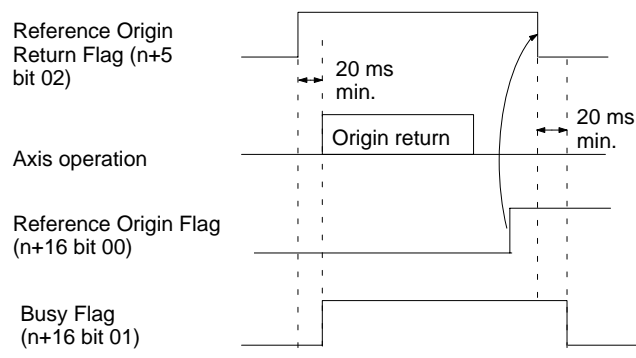 Reference Origin
Return Flag (n+5
bit 02)
20 ms
min.
20 ms
min.
Origin return
Axis operation
Reference Origin Flag
(n+16 bit 00)
Busy Flag
(n+16 bit 01)